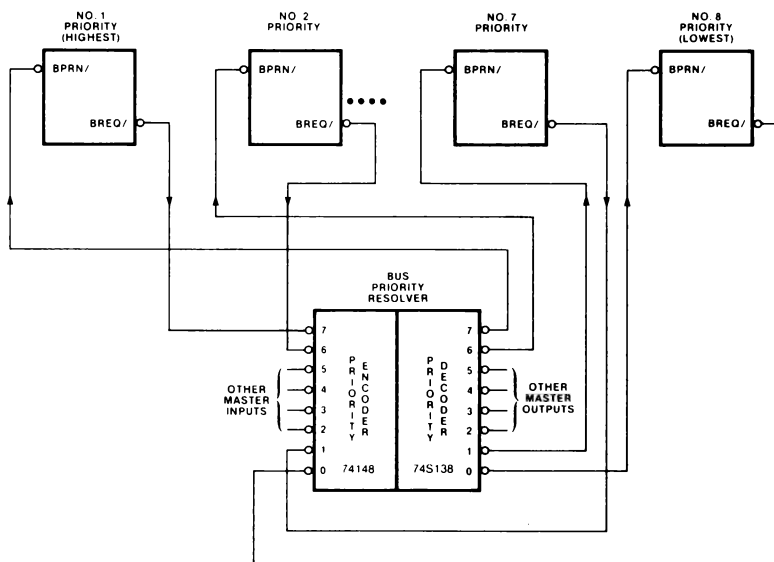 NO. 1
PRIORITY
(HIGHEST)
NO. 2
PRIORITY
NO. 7
PRIORITY
NO. 8
PRIORITY
(LOWEST)
BPRN/
BREQ/
BPRN/
BREQ/
BPRN/
BREQ/
BPRN/
BREQ/
BUS
PRIORITY
RESOLVER
7
6
5
4
3
2
1
0
PRIORITY
ENCODER
74148
PRIORITY
DECODER
74S138
7
6
5
4
3
2
1
0
OTHER
MASTER
INPUTS
OTHER
MASTER
OUTPUTS